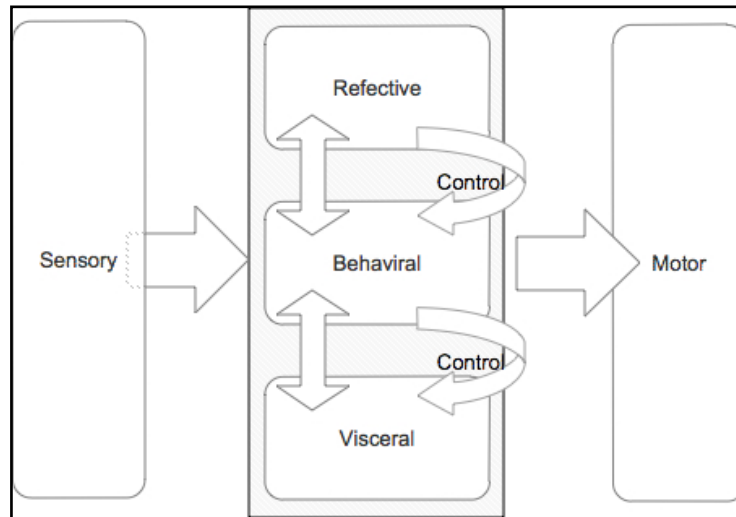 Refective
Control
Sensory
Behaviral
Motor
Control
Visceral